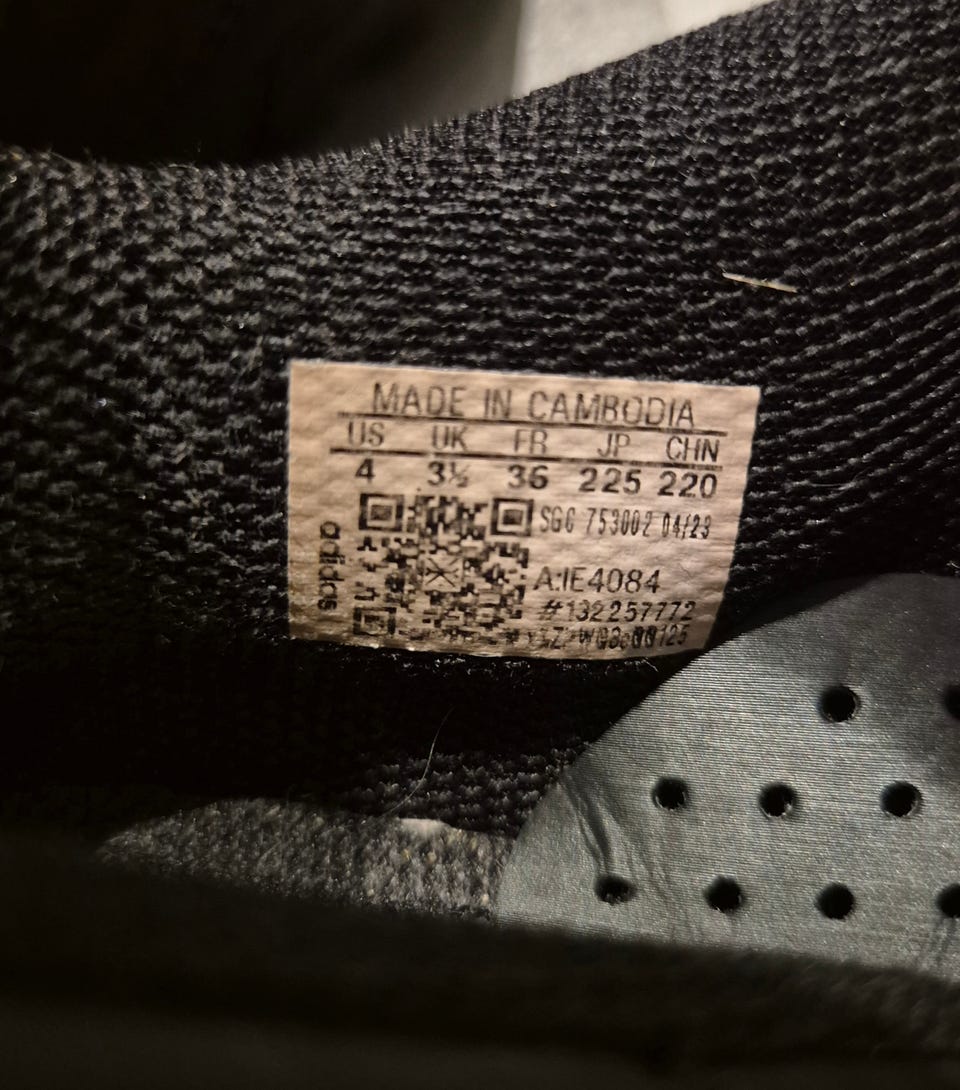 MADE IN CAMBODIA
US UK FR JP CHN
4 3½ 36 225 220
SGC 753002 04/23
A:IE4084
#132257772
adidas